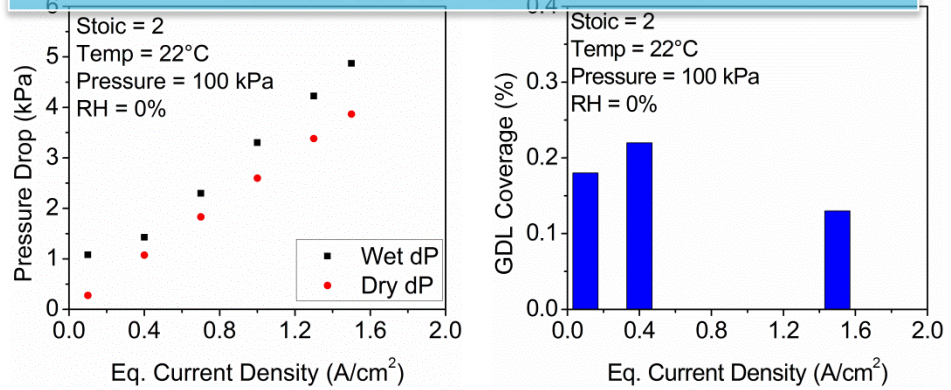 6
5
4
3
2
1
0
Pressure Drop (kPa)
Stoic = 2
Temp = 22°C
Pressure = 100 kPa
RH = 0%
Wet dP
Dry dP
0.0 0.4 0.8 1.2 1.6 2.0
Eq. Current Density (A/cm²)
0.4
0.3
0.2
0.1
0.0
GDL Coverage (%)
Stoic = 2
Temp = 22°C
Pressure = 100 kPa
RH = 0%
0.0 0.4 0.8 1.2 1.6 2.0
Eq. Current Density (A/cm²)